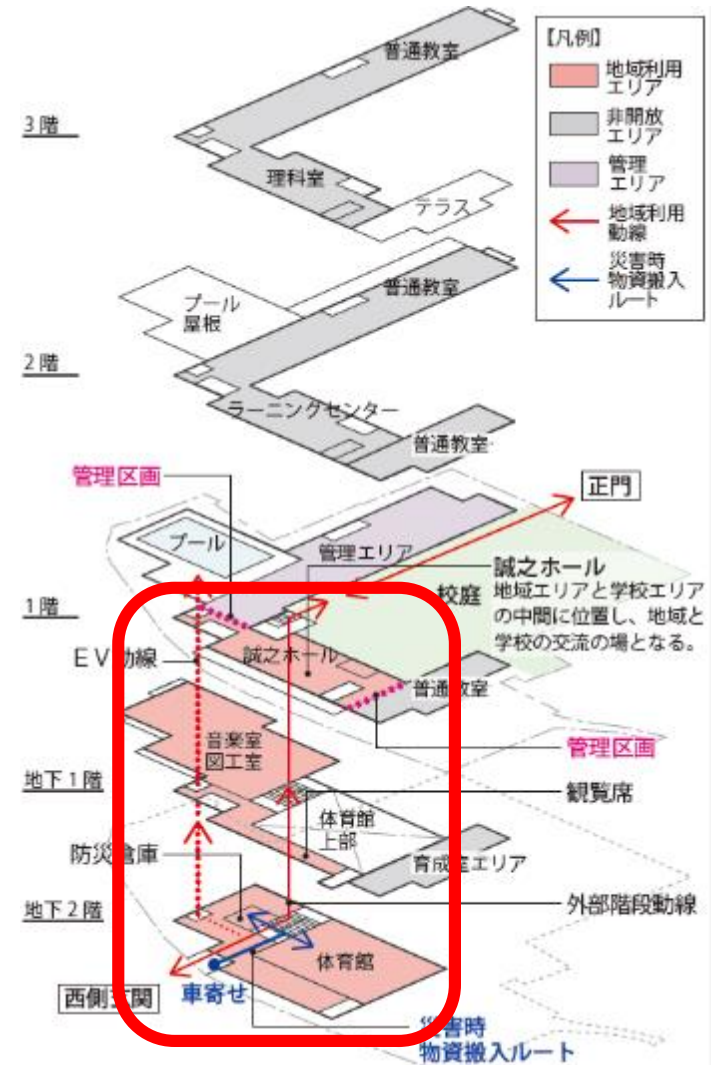 【凡例】
地域利用
エリア
非開放
エリア
管理
エリア
地域利用
動線
災害時
物資搬入
ルート
3階
普通教室
理科室
テラス
2階
プール
屋根
普通教室
ラーニングセンター
普通教室
管理区画
正門
1階
プール
管理エリア
校庭
誠之ホール
地域エリアと学校エリア
の中間に位置し、地域と
学校の交流の場となる。
EV動線
誠之ホール
普通教室
管理区画
地下1階
音楽室
図工室
観覧席
体育館
上部
育成室エリア
防災倉庫
外部階段動線
地下2階
体育館
西側玄関
車寄せ
災害時
物資搬入ルート